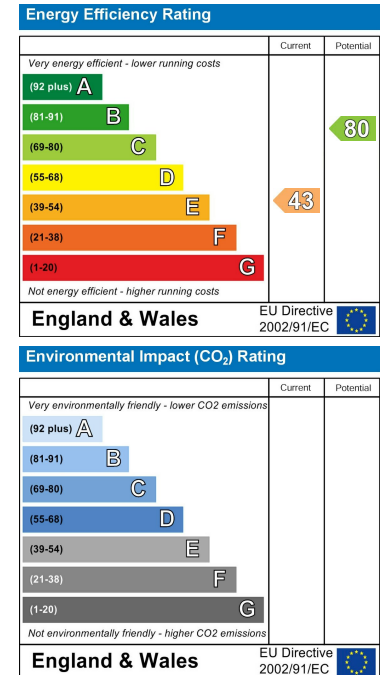 Energy Efficiency Rating
Current Potential
Very energy efficient - lower running costs
(92 plus) A
(81-91) B
(69-80) C
(55-68) D
(39-54) E
(21-38) F
(1-20) G
43
80
Not energy efficient - higher running costs
England & Wales
EU Directive
2002/91/EC
Environmental Impact (CO₂) Rating
Current Potential
Very environmentally friendly - lower CO2 emissions
(92 plus) A
(81-91) B
(69-80) C
(55-68) D
(39-54) E
(21-38) F
(1-20) G
Not environmentally friendly - higher CO2 emissions
England & Wales
EU Directive
2002/91/EC